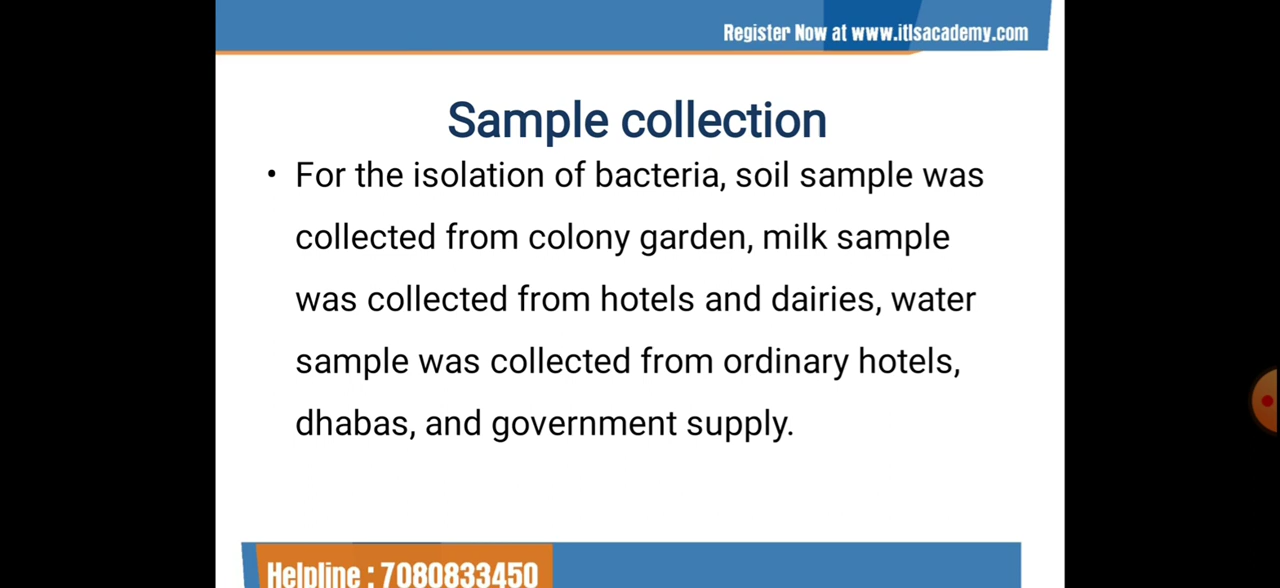 Register Now at www.itlsacademy.com
Sample collection
• For the isolation of bacteria, soil sample was
collected from colony garden, milk sample
was collected from hotels and dairies, water
sample was collected from ordinary hotels,
dhabas, and government supply.
Helpline : 7080833450